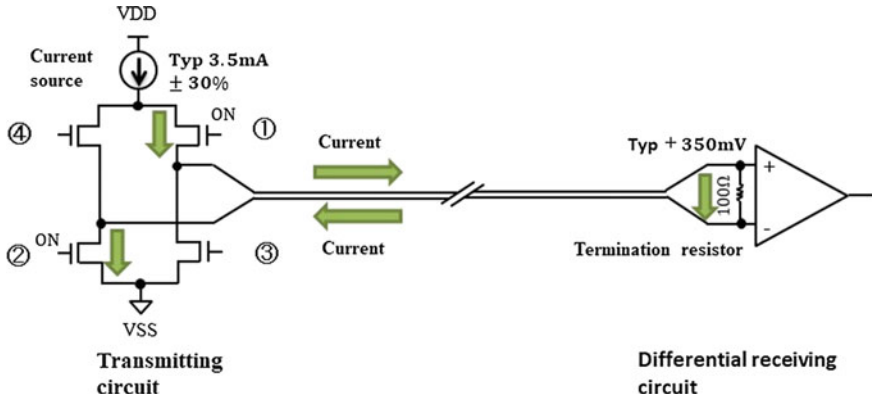 VDD
Current
source
Typ 3.5mA
± 30%
④
ON
①
Current
Typ + 350mV
+
100Ω
-
②
ON
③
Current
Termination resistor
VSS
Transmitting
circuit
Differential receiving
circuit